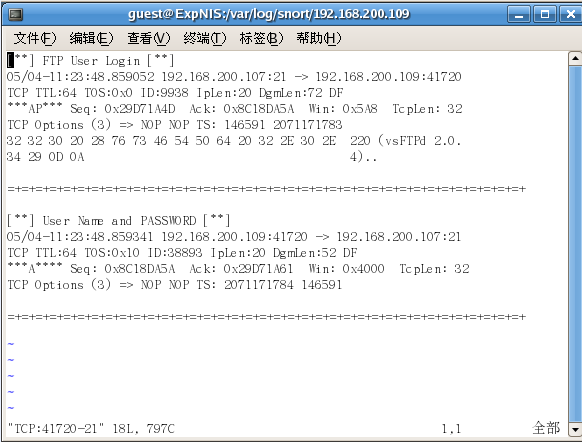 guest@ExpNIS:/var/log/snort/192.168.200.109
文件(F) 编辑(E) 查看(V) 终端(T) 标签(B) 帮助(H)
[**] FTP User Login [**]
05/04-11:23:48.859052 192.168.200.107:21 -> 192.168.200.109:41720
TCP TTL:64 TOS:0x0 ID:9938 IpLen:20 DgmLen:72 DF
***AP*** Seq: 0x29D71A4D  Ack: 0x8C18DA5A  Win: 0x5A8  TcpLen: 32
TCP Options (3) => NOP NOP TS: 146591 2071171783
32 32 30 20 28 76 73 46 54 50 64 20 32 2E 30 2E  220 (vsFTPd 2.0.
34 29 0D 0A                                      4)..
=+=+=+=+=+=+=+=+=+=+=+=+=+=+=+=+=+=+=+=+=+=+=+=+=+=+=+=+=+=+=+=+=+=+=+=+=+
[**] User Name and PASSWORD [**]
05/04-11:23:48.859341 192.168.200.109:41720 -> 192.168.200.107:21
TCP TTL:64 TOS:0x10 ID:38893 IpLen:20 DgmLen:52 DF
***A**** Seq: 0x8C18DA5A  Ack: 0x29D71A61  Win: 0x4000  TcpLen: 32
TCP Options (3) => NOP NOP TS: 2071171784 146591
=+=+=+=+=+=+=+=+=+=+=+=+=+=+=+=+=+=+=+=+=+=+=+=+=+=+=+=+=+=+=+=+=+=+=+=+=+
~
~
~
~
~
"TCP:41720-21" 18L, 797C 1,1 全部